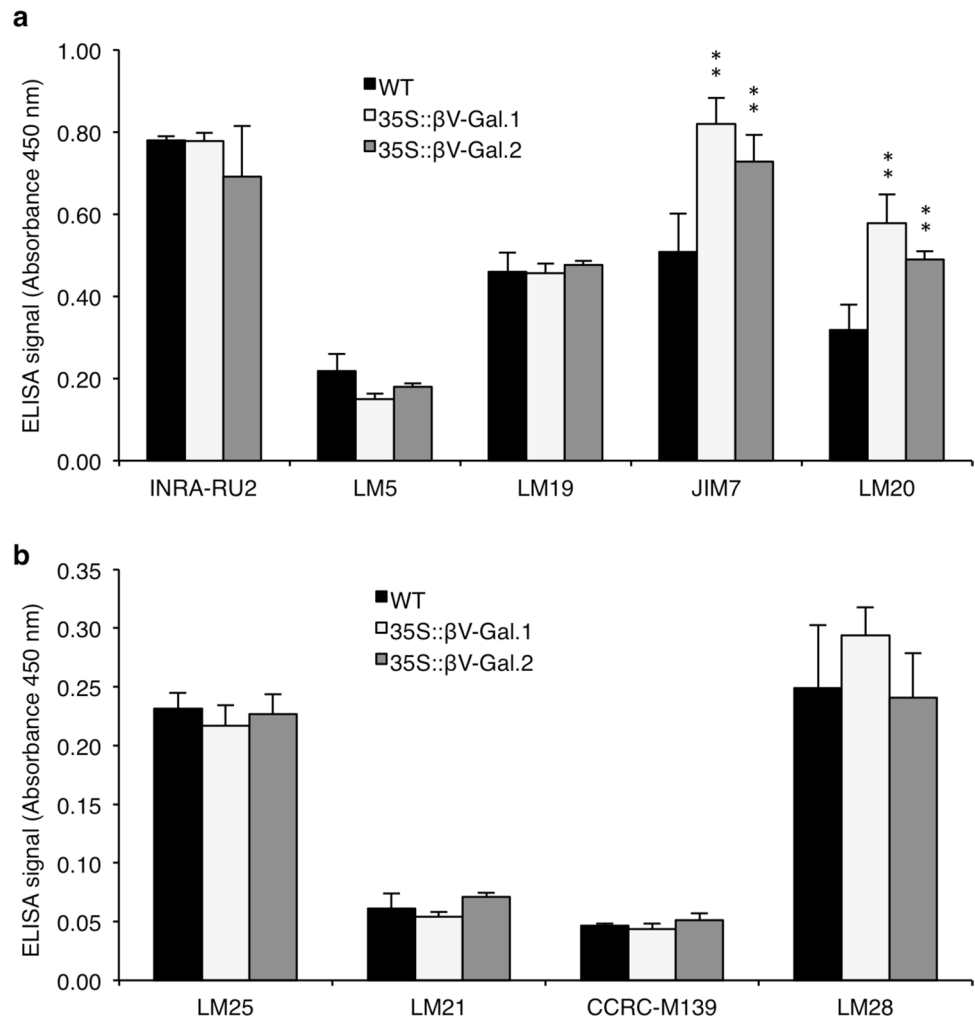 a
ELISA signal (Absorbance 450 nm)
1.00
0.80
0.60
0.40
0.20
0.00
WT
35S::βV-Gal.1
35S::βV-Gal.2
**
**
**
**
INRA-RU2
LM5
LM19
JIM7
LM20
b
ELISA signal (Absorbance 450 nm)
0.35
0.30
0.25
0.20
0.15
0.10
0.05
0.00
WT
35S::βV-Gal.1
35S::βV-Gal.2
LM25
LM21
CCRC-M139
LM28